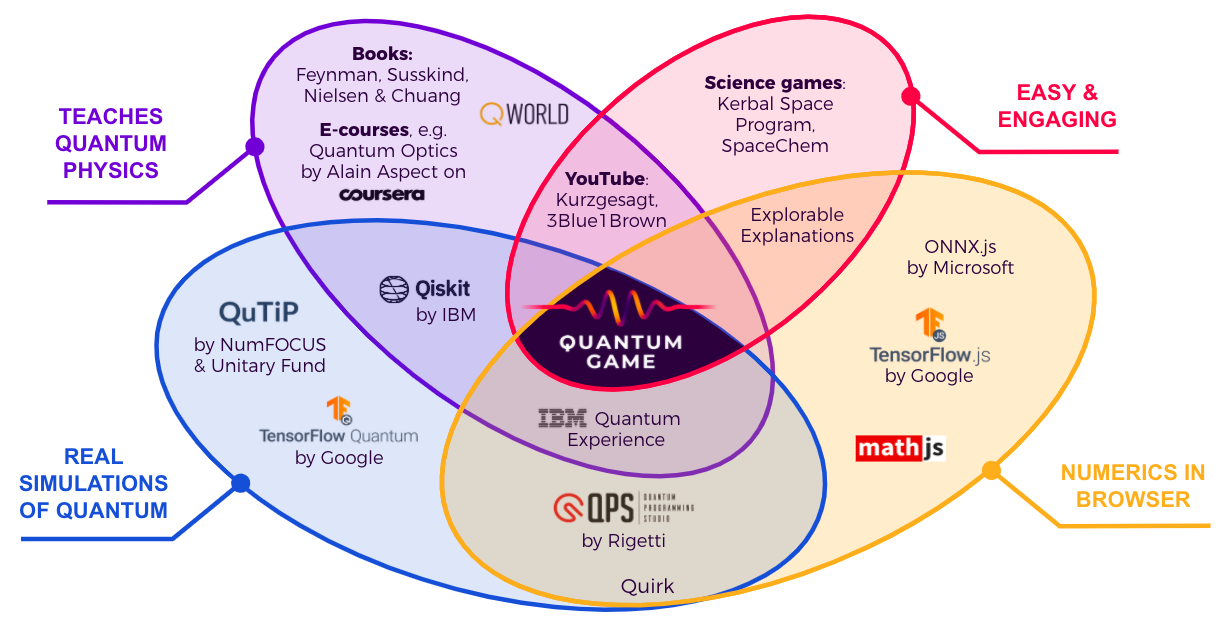 TEACHES
QUANTUM
PHYSICS
Books:
Feynman, Susskind,
Nielsen & Chuang
QWORLD
E-courses, e.g.
Quantum Optics
by Alain Aspect on
coursera
Science games:
Kerbal Space
Program,
SpaceChem
EASY &
ENGAGING
YouTube:
Kurzgesagt,
3Blue1Brown
Explorable
Explanations
ONNX.js
by Microsoft
Qiskit
by IBM
QuTiP
by NumFOCUS
& Unitary Fund
QUANTUM
GAME
JS
TensorFlow.js
by Google
TensorFlow Quantum
by Google
IBM Quantum
Experience
math js
REAL
SIMULATIONS
OF QUANTUM
NUMERICS IN
BROWSER
QPS QUANTUM
PROGRAMMING
STUDIO
by Rigetti
Quirk